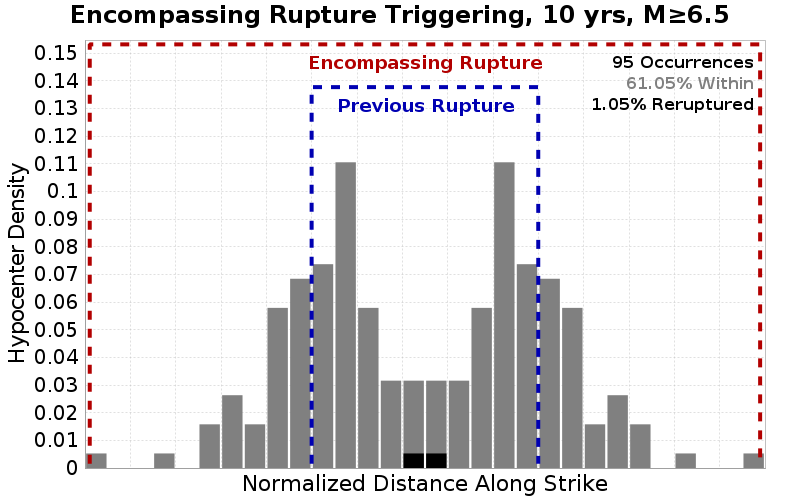 Encompassing Rupture Triggering, 10 yrs, M≥6.5
Encompassing Rupture
Previous Rupture
95 Occurrences
61.05% Within
1.05% Reruptured
Hypocenter Density
0.15
0.14
0.13
0.12
0.11
0.1
0.09
0.08
0.07
0.06
0.05
0.04
0.03
0.02
0.01
0
Normalized Distance Along Strike